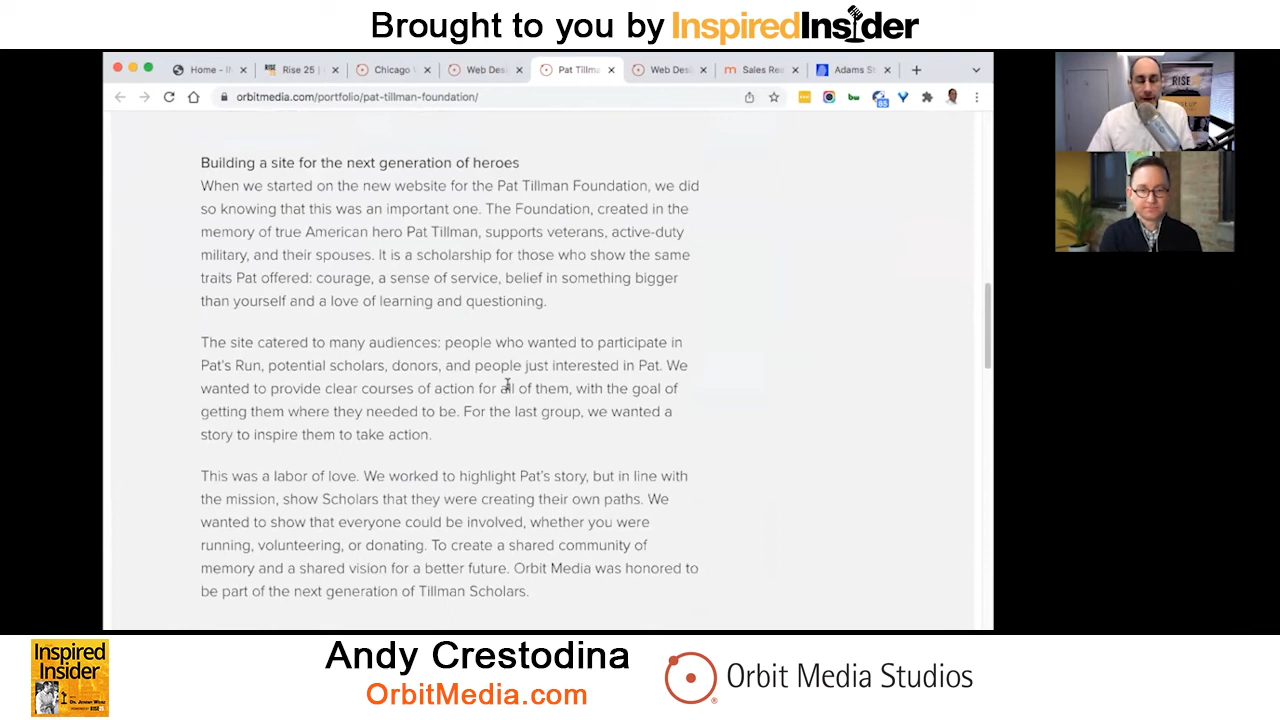 Brought to you by InspiredInsider
Home - I
Rise 25 |
Chicago
Web Des
Pat Tillma
Web Desi
Sales Res
Adams St
orbitmedia.com/portfolio/pat-tillman-foundation/
85
RISE
Building a site for the next generation of heroes
When we started on the new website for the Pat Tillman Foundation, we did
so knowing that this was an important one. The Foundation, created in the
memory of true American hero Pat Tillman, supports veterans, active-duty
military, and their spouses. It is a scholarship for those who show the same
traits Pat offered: courage, a sense of service, belief in something bigger
than yourself and a love of learning and questioning.
The site catered to many audiences: people who wanted to participate in
Pat's Run, potential scholars, donors, and people just interested in Pat. We
wanted to provide clear courses of action for all of them, with the goal of
getting them where they needed to be. For the last group, we wanted a
story to inspire them to take action.
This was a labor of love. We worked to highlight Pat's story, but in line with
the mission, show Scholars that they were creating their own paths. We
wanted to show that everyone could be involved, whether you were
running, volunteering, or donating. To create a shared community of
memory and a shared vision for a better future. Orbit Media was honored to
be part of the next generation of Tillman Scholars.
Inspired
Insider
Andy Crestodina
OrbitMedia.com
Orbit Media Studios